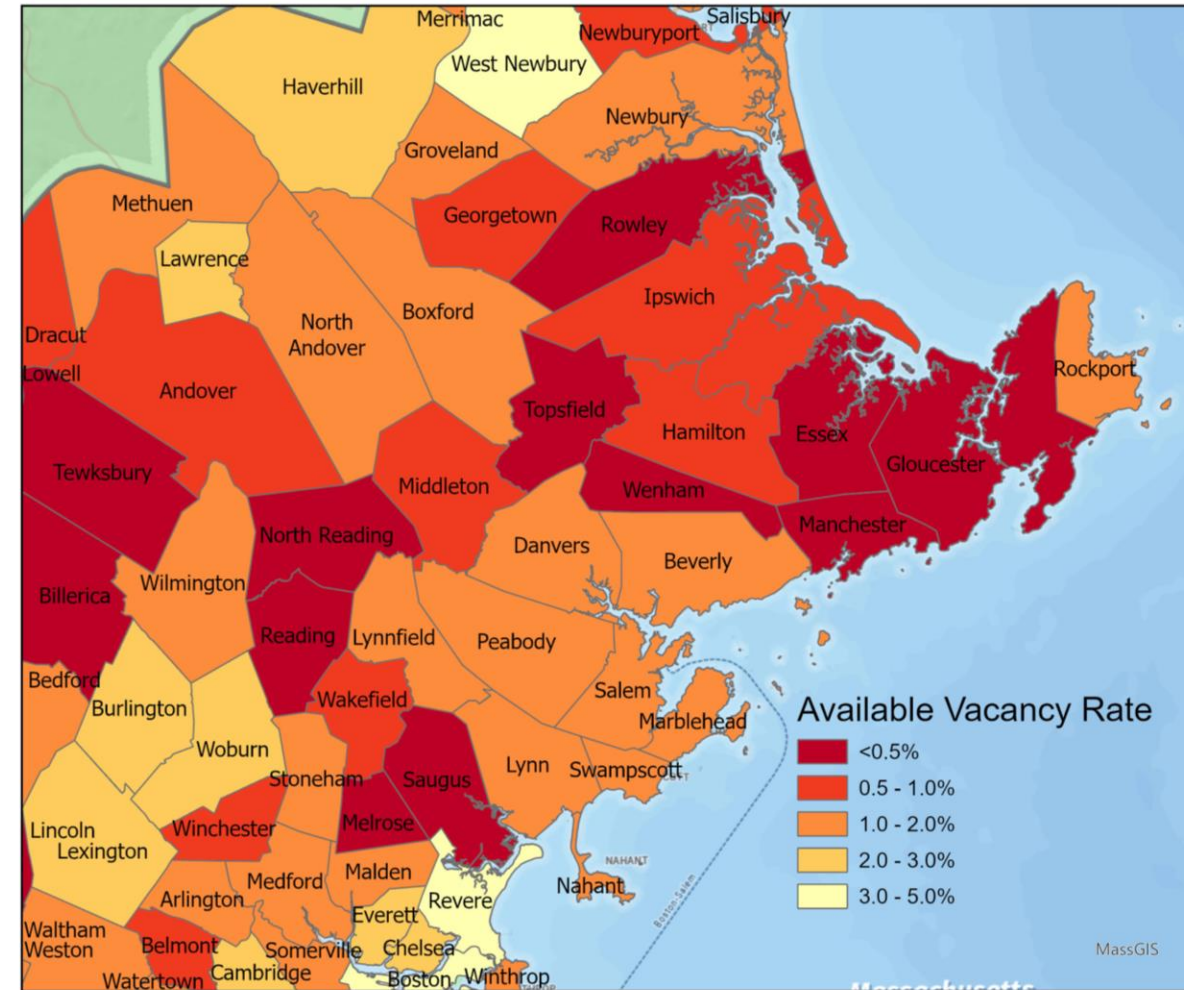 Merrimac
Salisbury
Newburyport
West Newbury
Haverhill
Newbury
Groveland
Methuen
Georgetown
Rowley
Lawrence
Ipswich
Boxford
North
Andover
Dracut
Lowell
Rockport
Andover
Topsfield
Hamilton
Essex
Gloucester
Tewksbury
Middleton
Wenham
Manchester
North Reading
Danvers
Beverly
Wilmington
Billerica
Reading
Lynnfield
Peabody
Bedford
Burlington
Wakefield
Salem
Marblehead
Woburn
Stoneham
Saugus
Lynn
Swampscott
Available Vacancy Rate
<0.5%
0.5 - 1.0%
1.0 - 2.0%
2.0 - 3.0%
3.0 - 5.0%
Lincoln
Lexington
Winchester
Melrose
Medford
Malden
NAHANT
Nahant
Arlington
Revere
Everett
Boston-Salem
Waltham
Weston
Belmont
Somerville
Chelsea
Watertown
Cambridge
Boston
Winthrop
MassGIS
Massachusetts